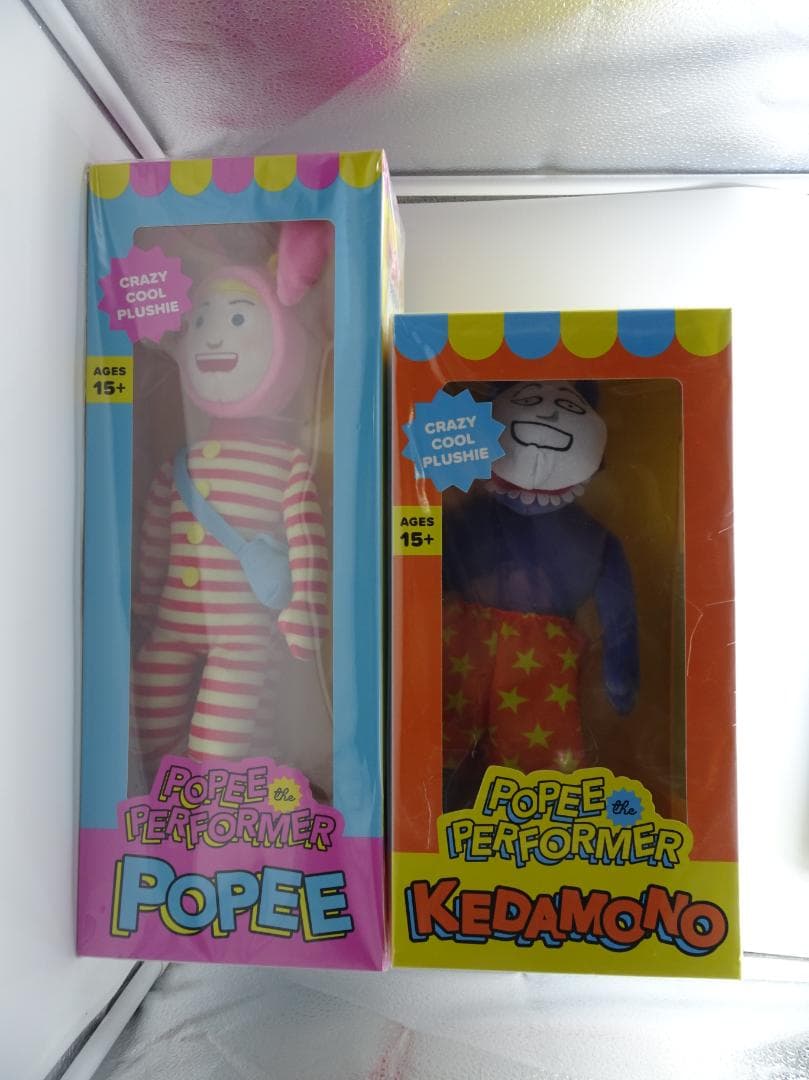 CRAZY
COOL
PLUSHIE
AGES
15+
POPEE the
PERFORMER
POPEE
CRAZY
COOL
PLUSHIE
AGES
15+
POPEE the
PERFORMER
KEDAMONO